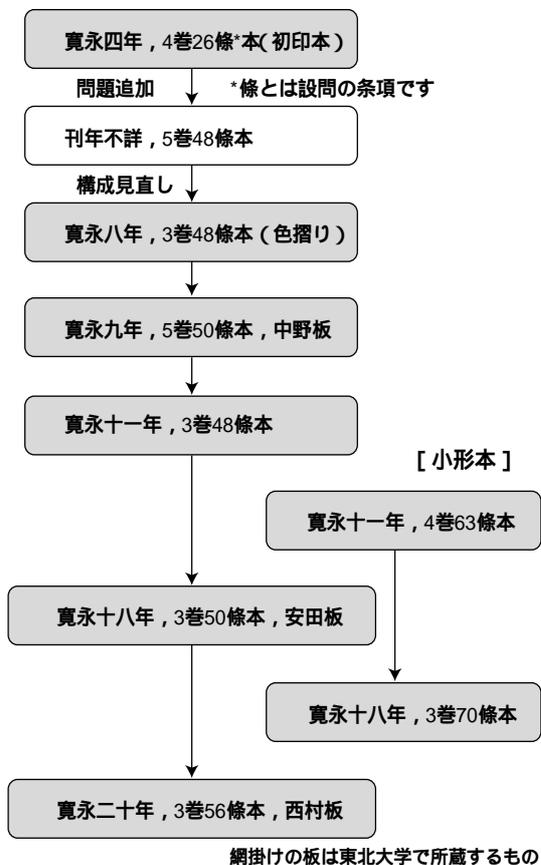 寛永四年，4巻26條*本（初印本）
問題追加　*條とは設問の条項です
刊年不詳，5巻48條本
構成見直し
寛永八年，3巻48條本（色摺り）
寛永九年，5巻50條本，中野板
寛永十一年，3巻48條本
［小形本］
寛永十一年，4巻63條本
寛永十八年，3巻50條本，安田板
寛永十八年，3巻70條本
寛永二十年，3巻56條本，西村板
網掛けの板は東北大学で所蔵するもの